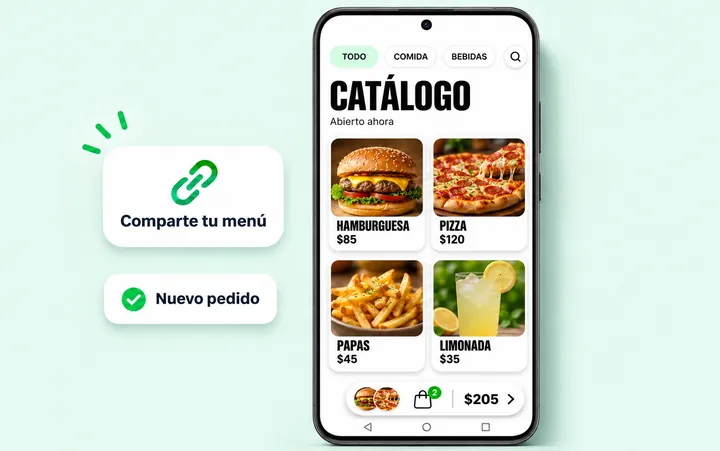 TODO
COMIDA
BEBIDAS
CATÁLOGO
Abierto ahora
Comparte tu menú
Nuevo pedido
HAMBURGUESA
$85
PIZZA
$120
PAPAS
$45
LIMONADA
$35
2
$205